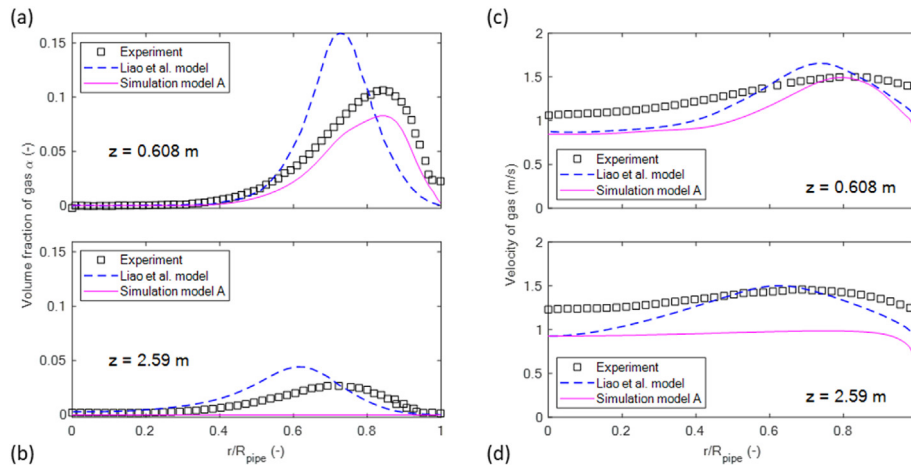 (a)
0.15
0.1
0.05
0
Volume fraction of gas α (-)
Experiment
Liao et al. model
Simulation model A
z = 0.608 m
0.15
0.1
0.05
0
Experiment
Liao et al. model
Simulation model A
z = 2.59 m
0 0.2 0.4 0.6 0.8 1
r/Rpipe (-)
(b)
(c)
2
1.5
1
0.5
0
Velocity of gas (m/s)
Experiment
Liao et al. model
Simulation model A
z = 0.608 m
2
1.5
1
0.5
0
Experiment
Liao et al. model
Simulation model A
z = 2.59 m
0 0.2 0.4 0.6 0.8
r/Rpipe (-)
(d)